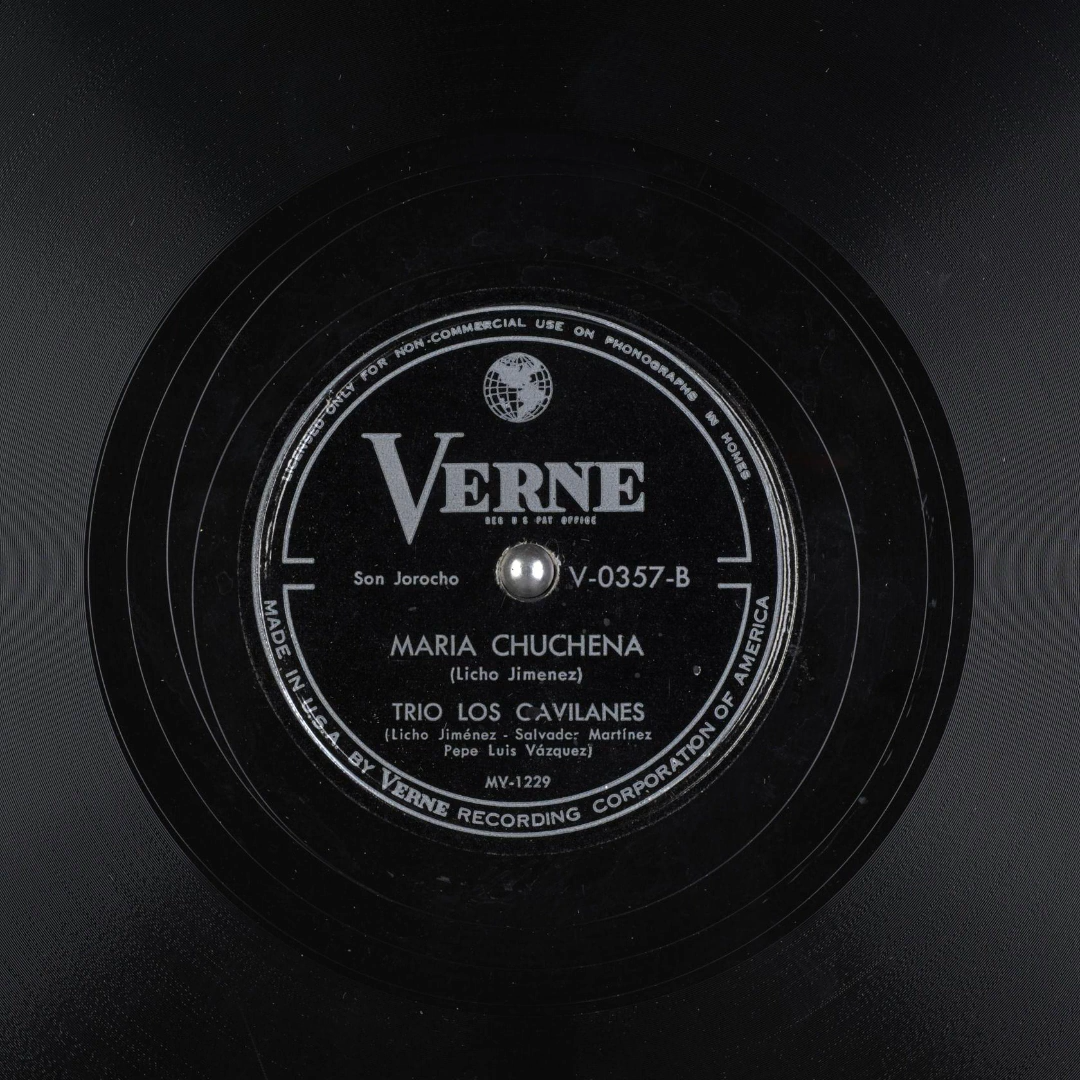 LICENSED ONLY FOR NON-COMMERCIAL USE ON PHONOGRAPHS IN HOMES
VERNE
REG U S PAT OFFICE
Son Jorocho
V-0357-B
MARIA CHUCHENA
(Licho Jimenez)
TRIO LOS CAVILANES
(Licho Jiménez - Salvador Martínez
Pepe Luis Vázquez)
MV-1229
MADE IN U.S.A. BY VERNE RECORDING CORPORATION OF AMERICA